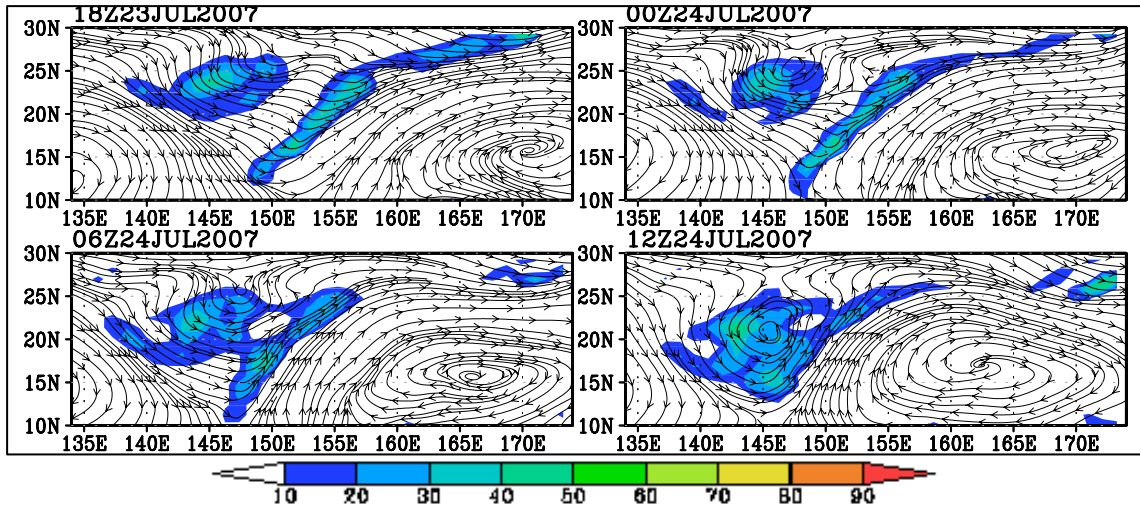 18Z23JUL2007 00Z24JUL2007
30N 30N
25N 25N
20N 20N
15N 15N
10N 10N
135E 140E 145E 150E 155E 160E 165E 170E 135E 140E 145E 150E 155E 160E 165E 170E
06Z24JUL2007 12Z24JUL2007
30N 30N
25N 25N
20N 20N
15N 15N
10N 10N
135E 140E 145E 150E 155E 160E 165E 170E 135E 140E 145E 150E 155E 160E 165E 170E
10 20 30 40 50 60 70 80 90